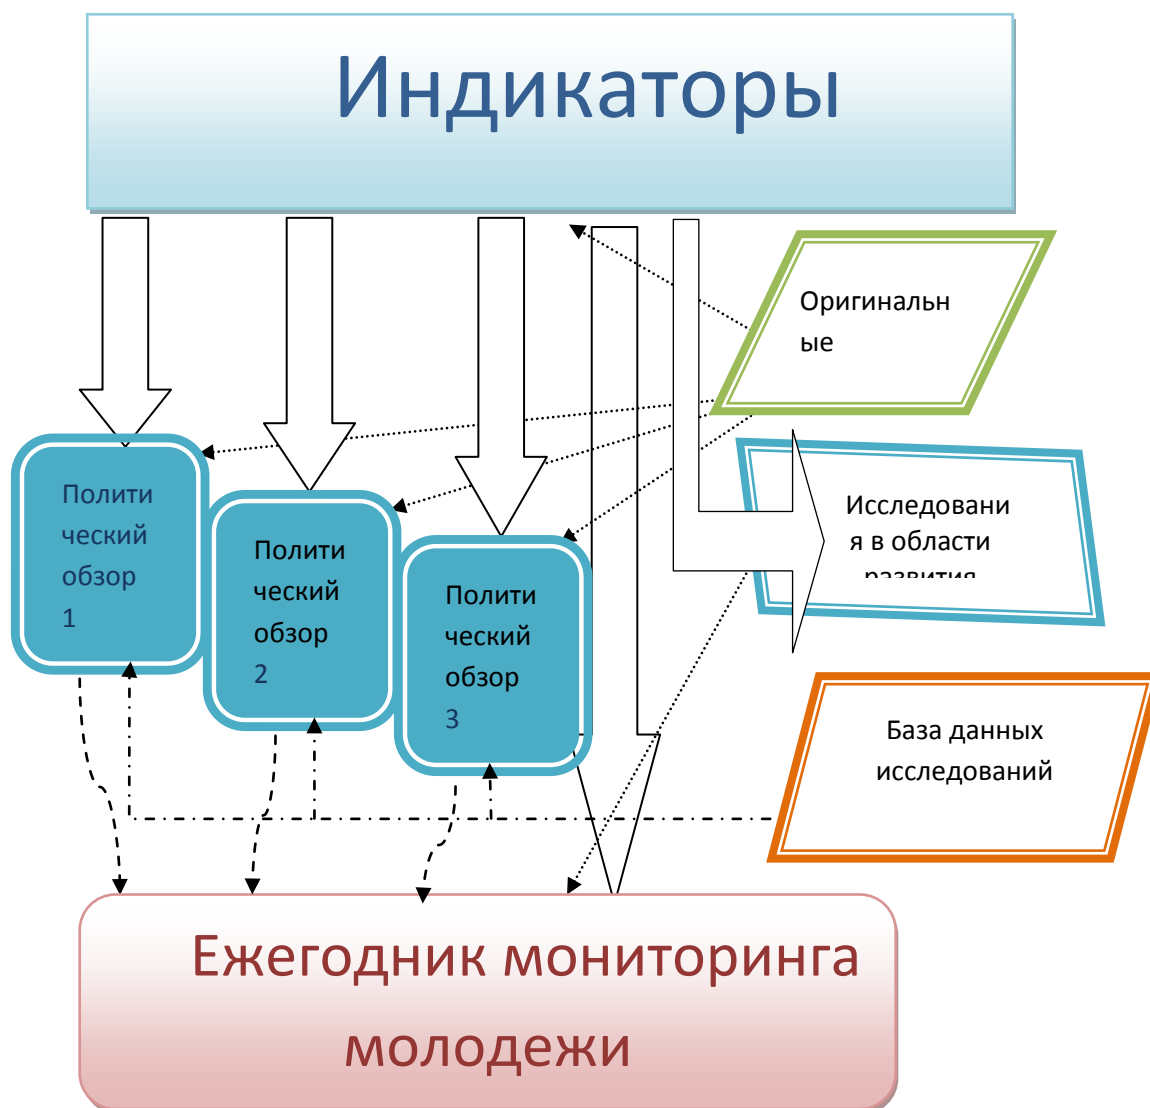 Индикаторы
Оригинальн
ые
Исследовани
я в области
развития
Полити
ческий
обзор
1
Полити
ческий
обзор
2
Полити
ческий
обзор
3
База данных
исследований
Ежегодник мониторинга
молодежи